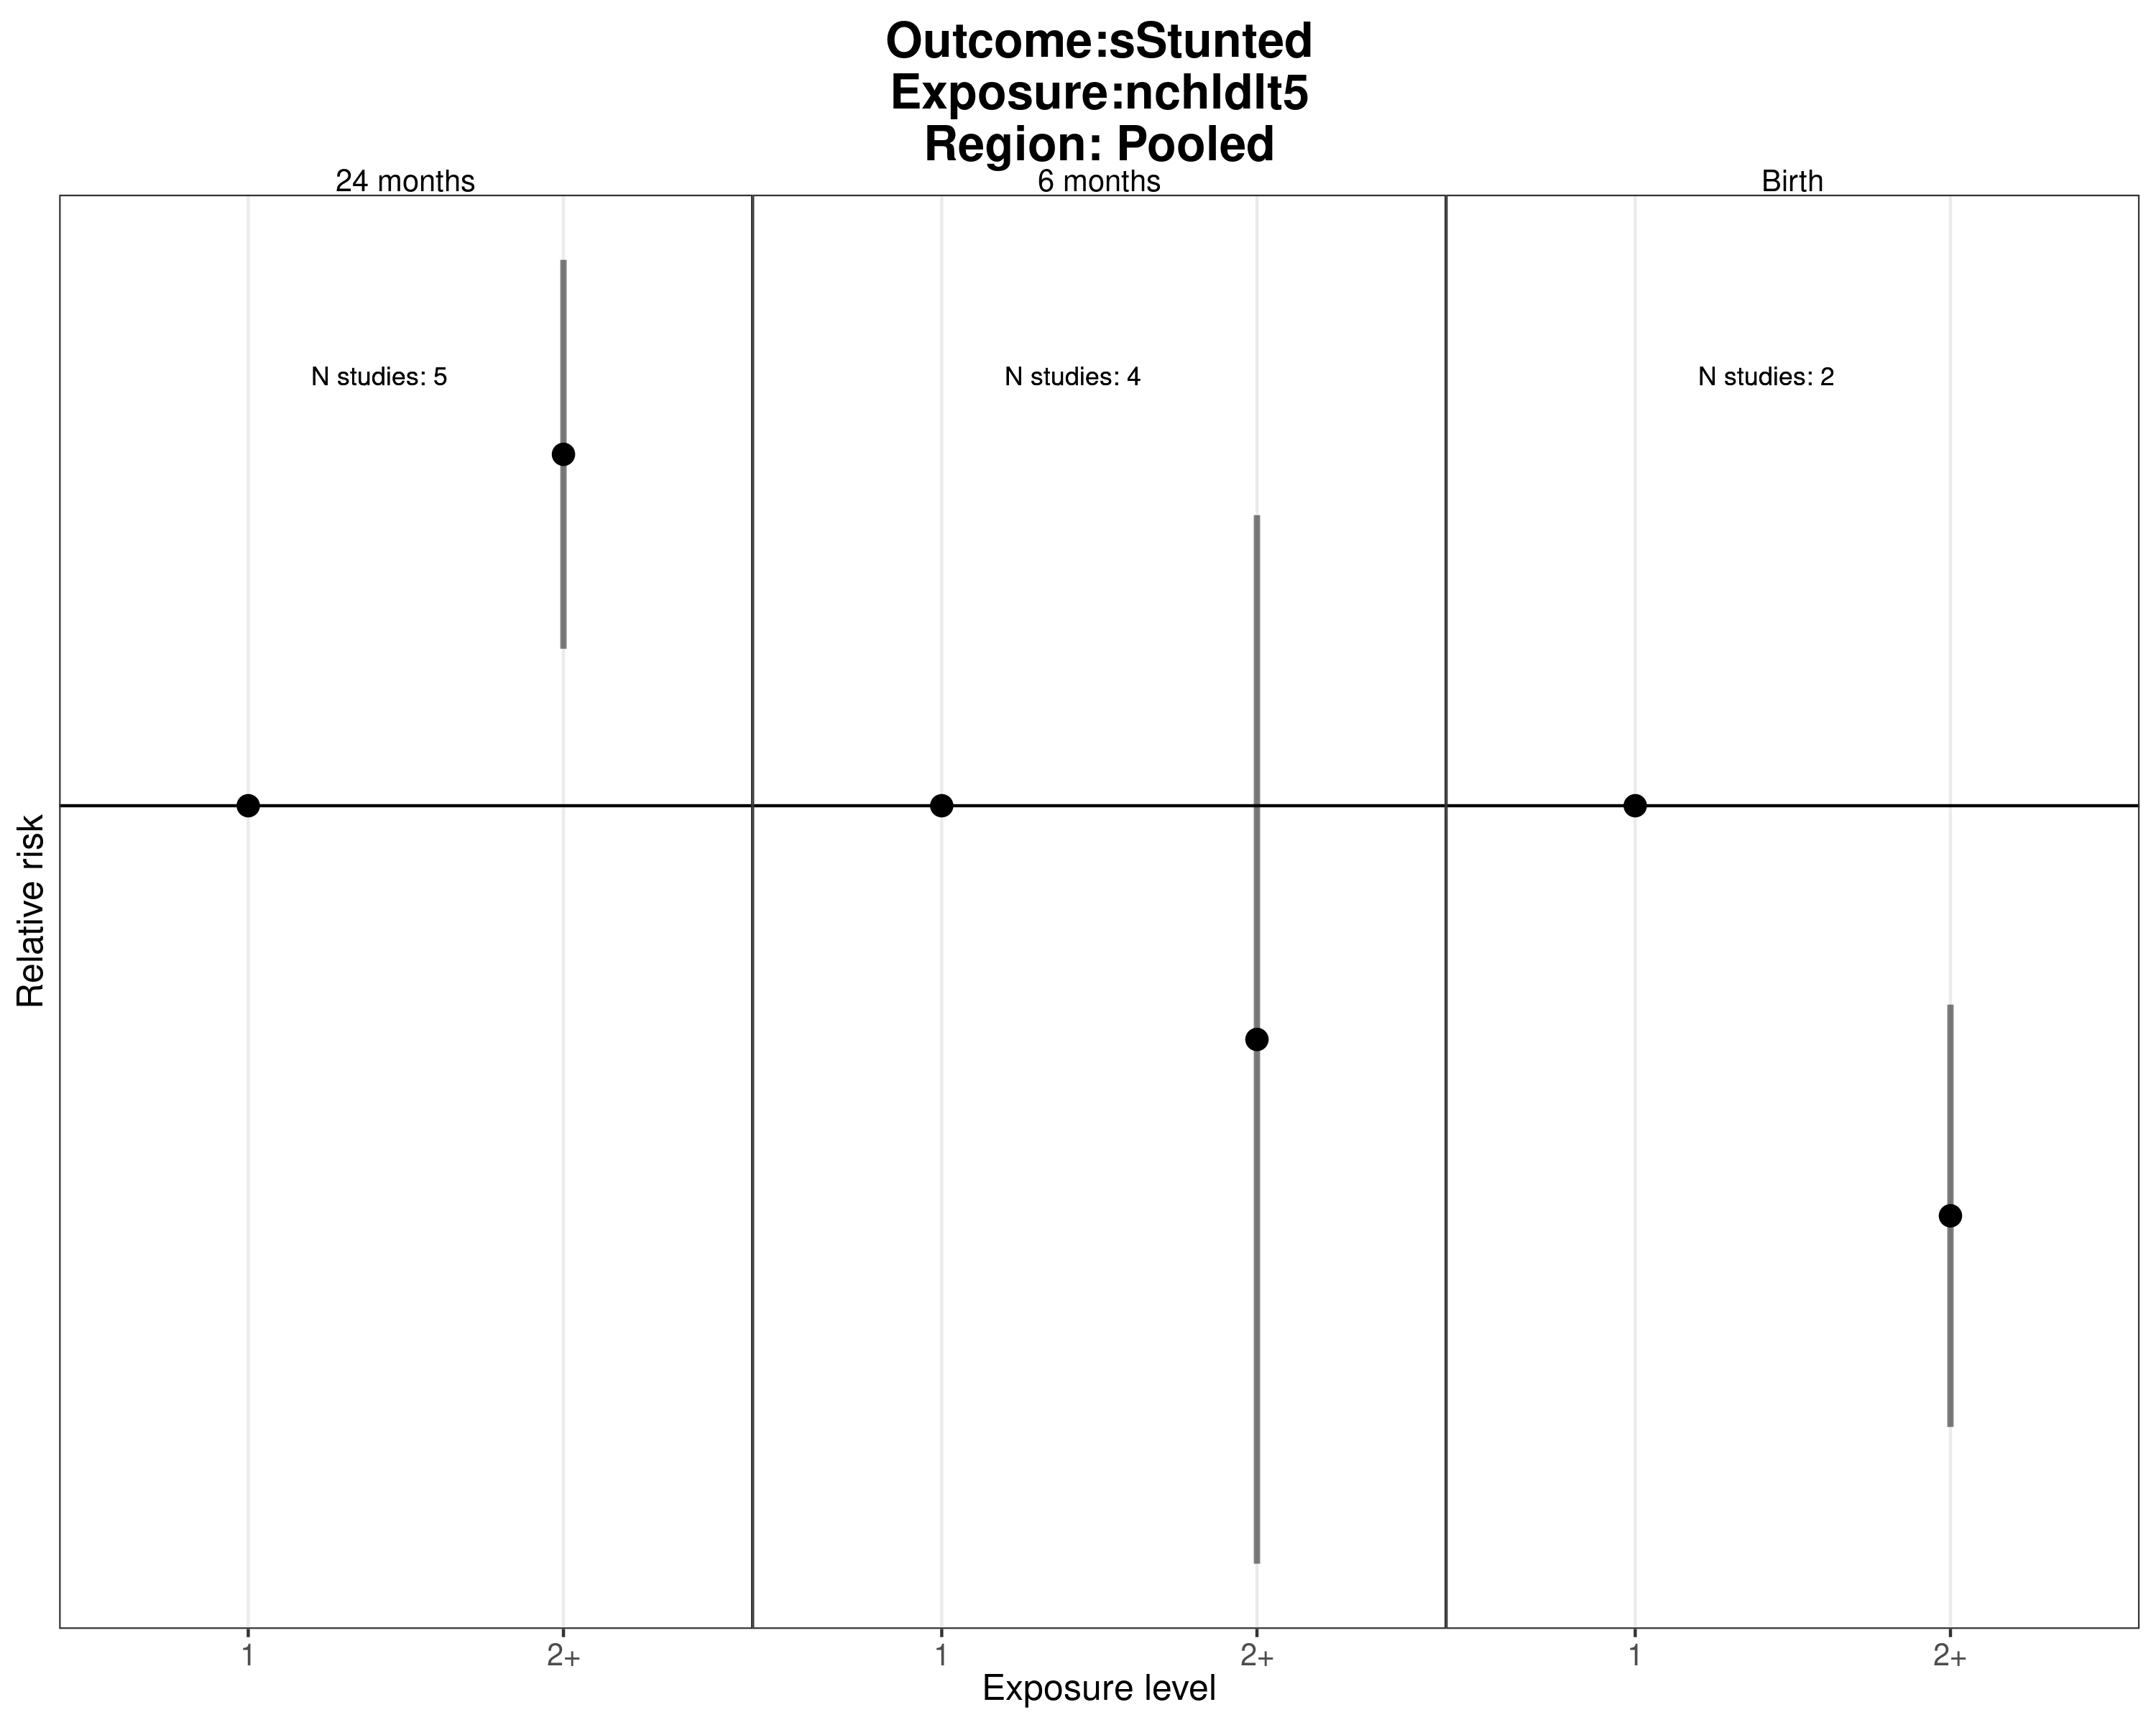 Outcome:sStunted
Exposure:nchldlt5
Region: Pooled
24 months
6 months
Birth
N studies: 5
N studies: 4
N studies: 2
Relative risk
1
2+
1
2+
1
2+
Exposure level